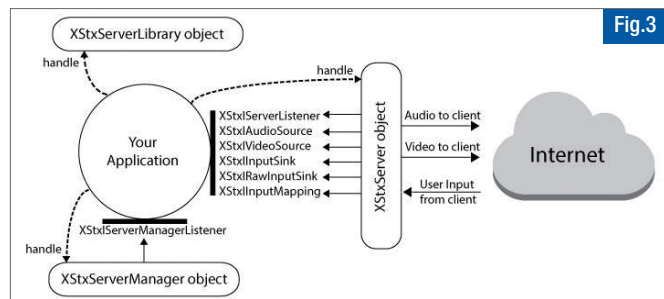 Fig.3
XStxServerLibrary object
handle
handle
Your
Application
XStxIServerListener
XStxIAudioSource
XStxIVideoSource
XStxIInputSink
XStxIRawInputSink
XStxIInputMapping
XStxServer object
Audio to client
Video to client
User Input
from client
Internet
XStxIServerManagerListener
handle
XStxServerManager object